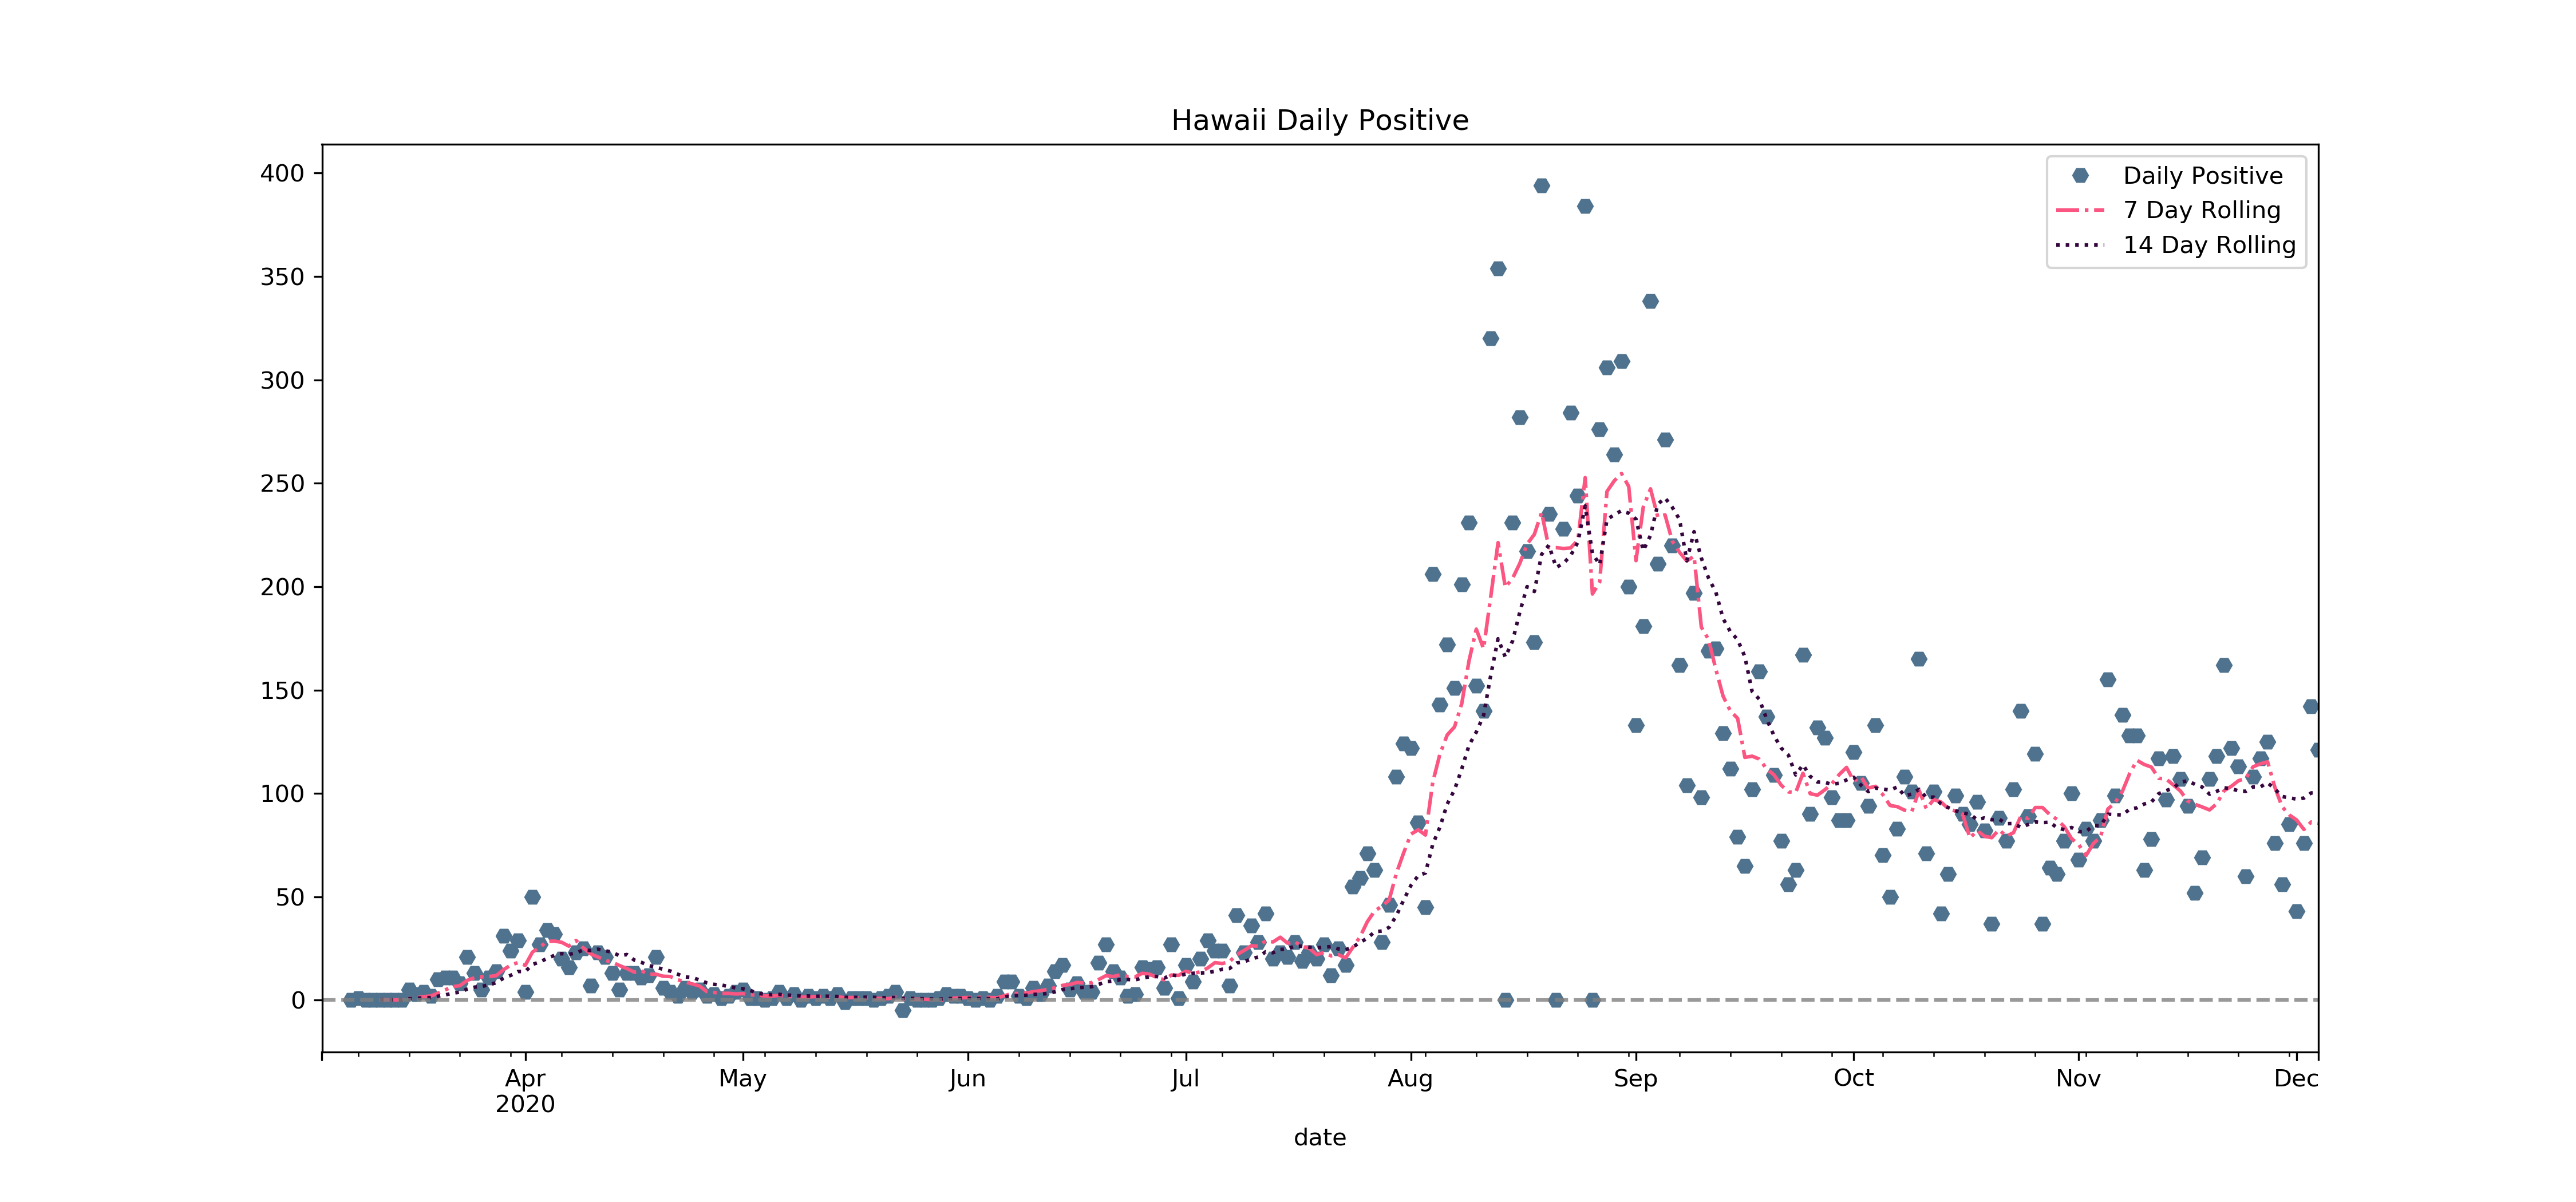 Hawaii Daily Positive
400
350
300
250
200
150
100
50
0
Daily Positive
7 Day Rolling
14 Day Rolling
Apr May Jun Jul Aug Sep Oct Nov Dec
2020
date